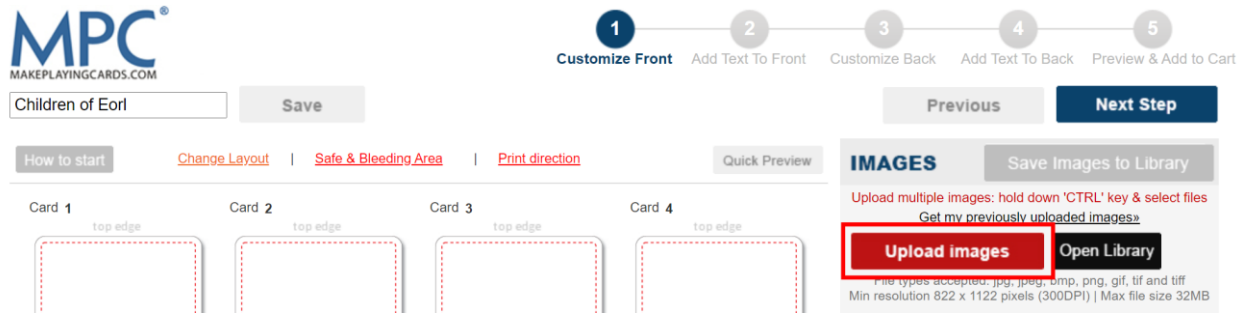 MPC®
MAKEPLAYINGCARDS.COM
1 2 3 4 5
Customize Front Add Text To Front Customize Back Add Text To Back Preview & Add to Cart
Children of Eorl Save Previous Next Step
How to start Change Layout | Safe & Bleeding Area | Print direction Quick Preview
IMAGES Save Images to Library
Upload multiple images: hold down 'CTRL' key & select files
Get my previously uploaded images»
Upload images Open Library
File types accepted: jpg, jpeg, bmp, png, gif, tif and tiff
Min resolution 822 x 1122 pixels (300DPI) | Max file size 32MB
Card 1 Card 2 Card 3 Card 4
top edge top edge top edge top edge